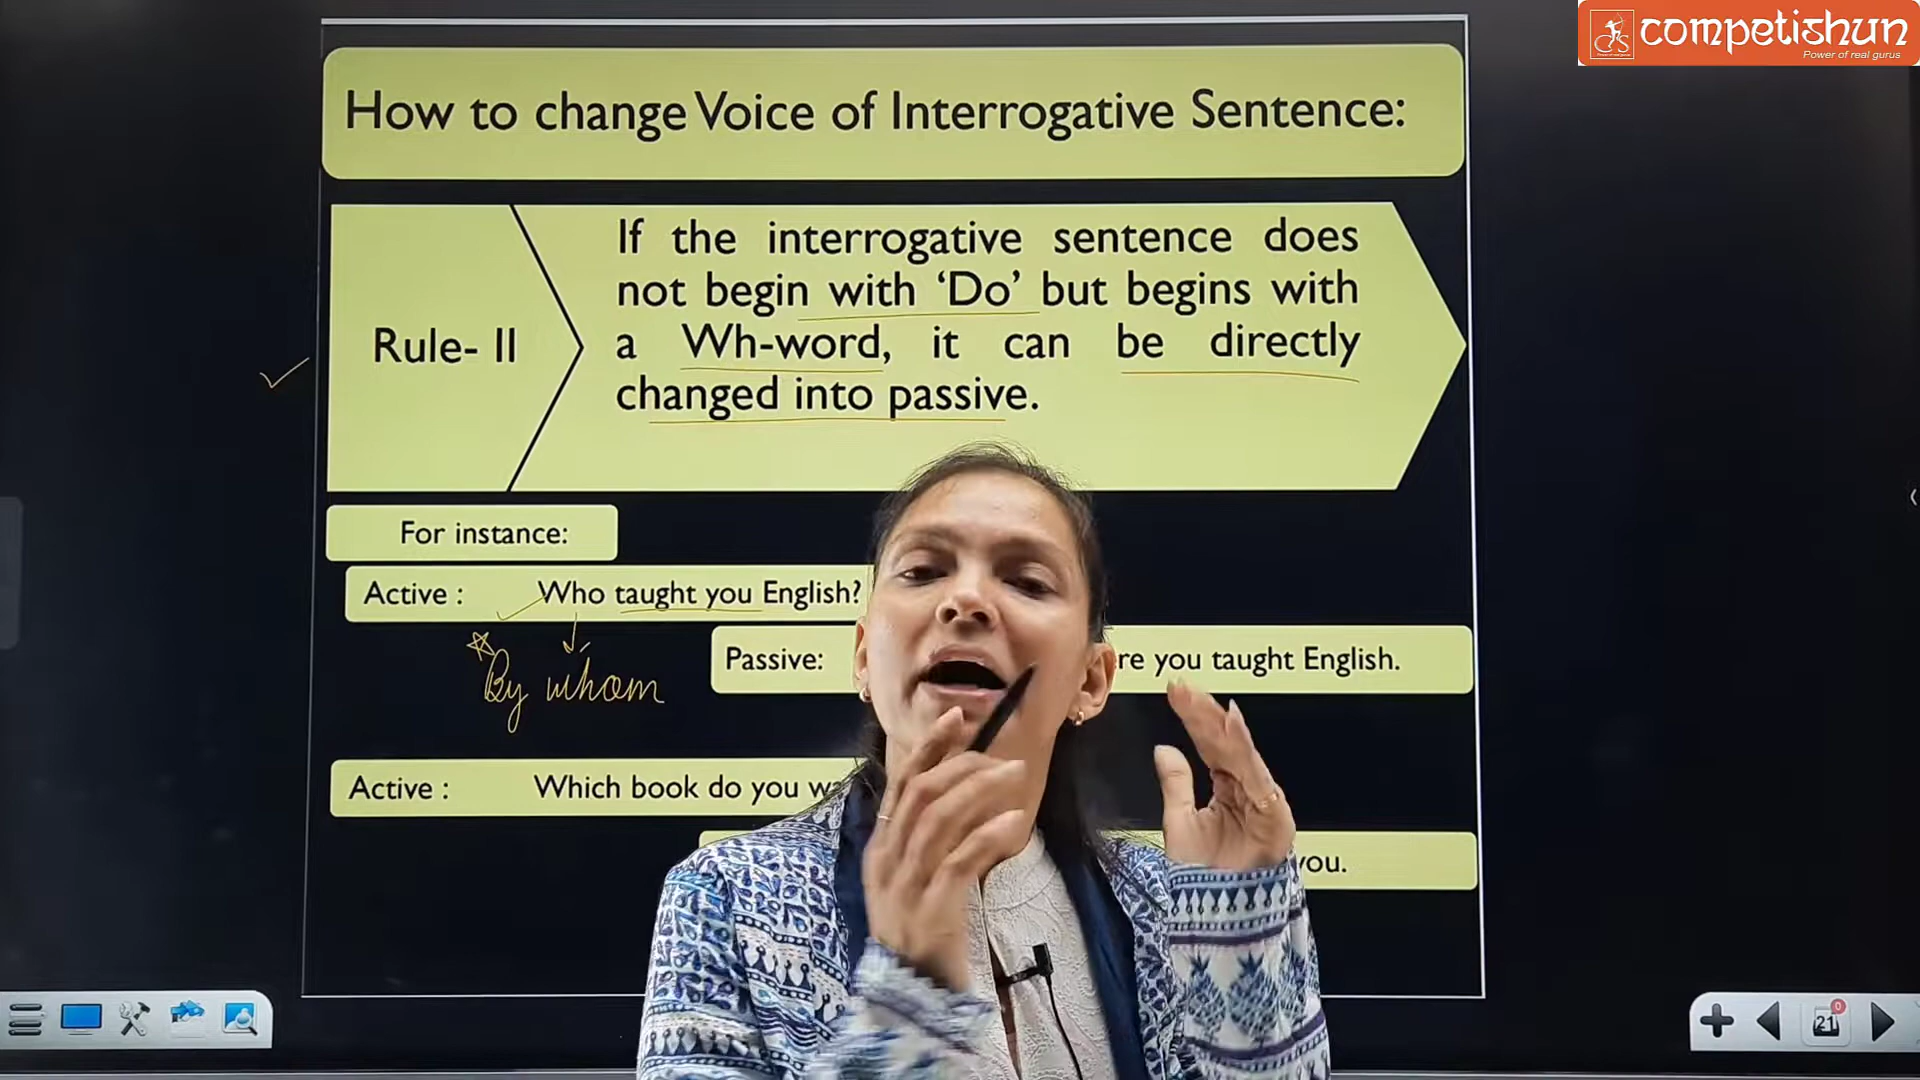 competishun
Power of real gurus
How to change Voice of Interrogative Sentence:
If the interrogative sentence does
not begin with ‘Do’ but begins with
Rule- II
a Wh-word, it can be directly
changed into passive.
For instance:
Active : Who taught you English?
Passive: you taught English.
By whom
Active : Which book do you
you.
21
0